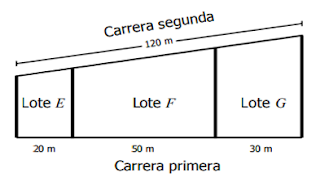 Carrera segunda
120 m
Lote E
Lote F
Lote G
20 m
50 m
30 m
Carrera primera